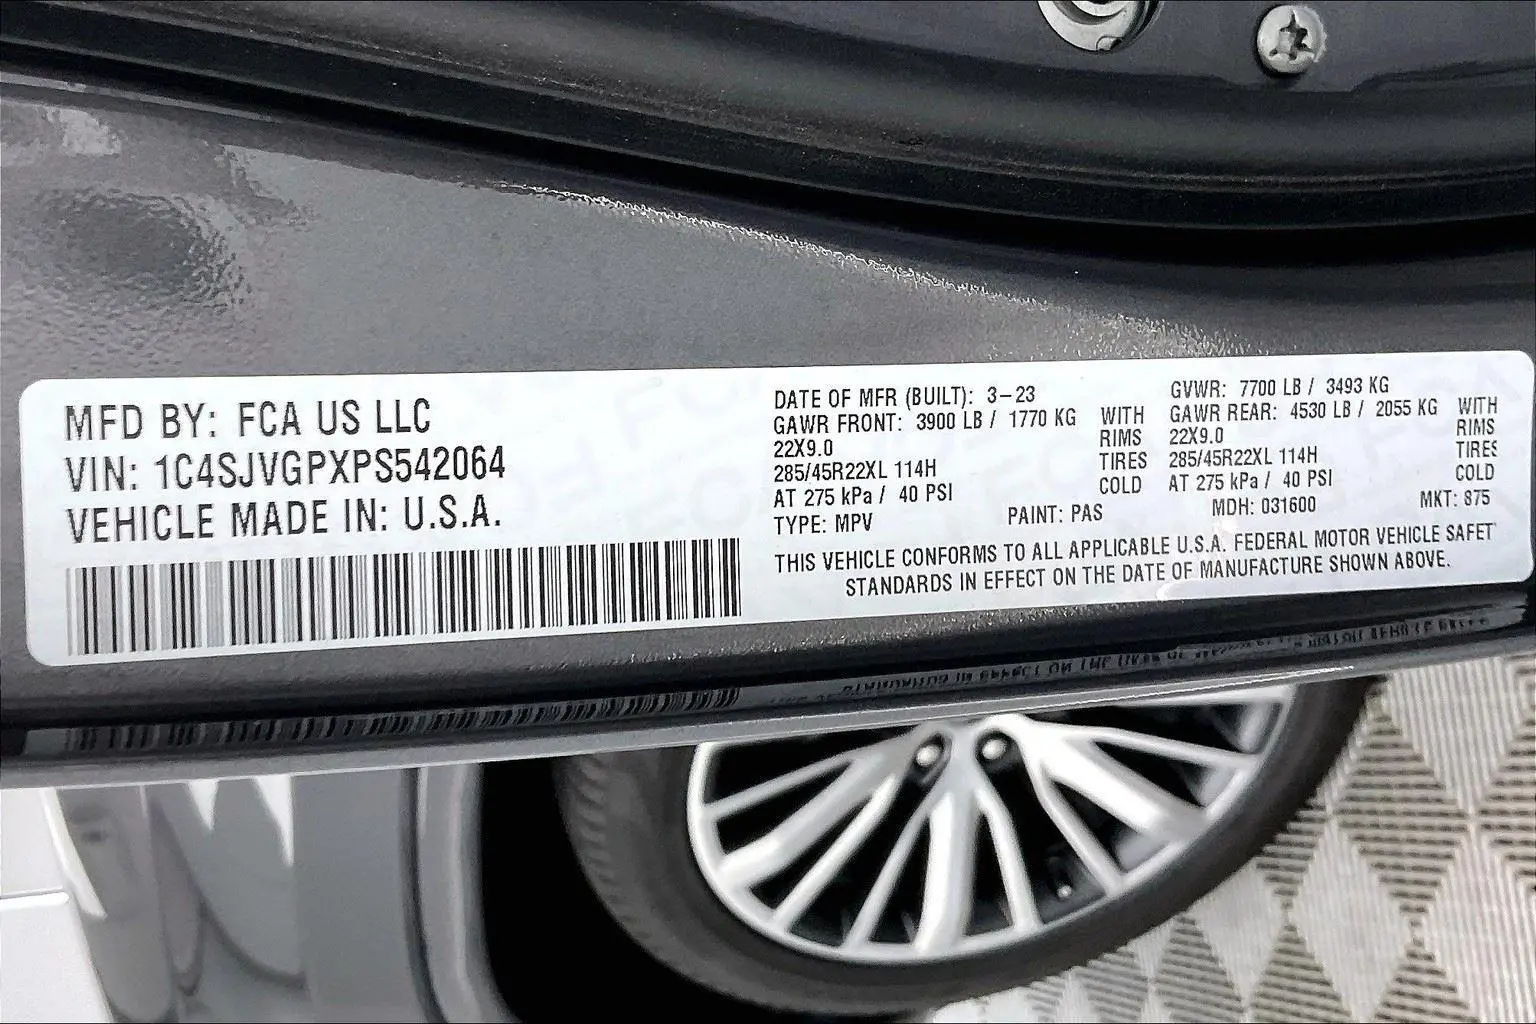 MFD BY: FCA US LLC
VIN: 1C4SJVGPXPS542064
VEHICLE MADE IN: U.S.A.
DATE OF MFR (BUILT): 3-23
GAWR FRONT: 3900 LB / 1770 KG WITH
22X9.0 RIMS
285/45R22XL 114H TIRES
AT 275 kPa / 40 PSI COLD
TYPE: MPV PAINT: PAS
GVWR: 7700 LB / 3493 KG
GAWR REAR: 4530 LB / 2055 KG WITH
22X9.0 RIMS
285/45R22XL 114H TIRES
AT 275 kPa / 40 PSI COLD
MDH: 031600 MKT: 875
THIS VEHICLE CONFORMS TO ALL APPLICABLE U.S.A. FEDERAL MOTOR VEHICLE SAFET
STANDARDS IN EFFECT ON THE DATE OF MANUFACTURE SHOWN ABOVE.